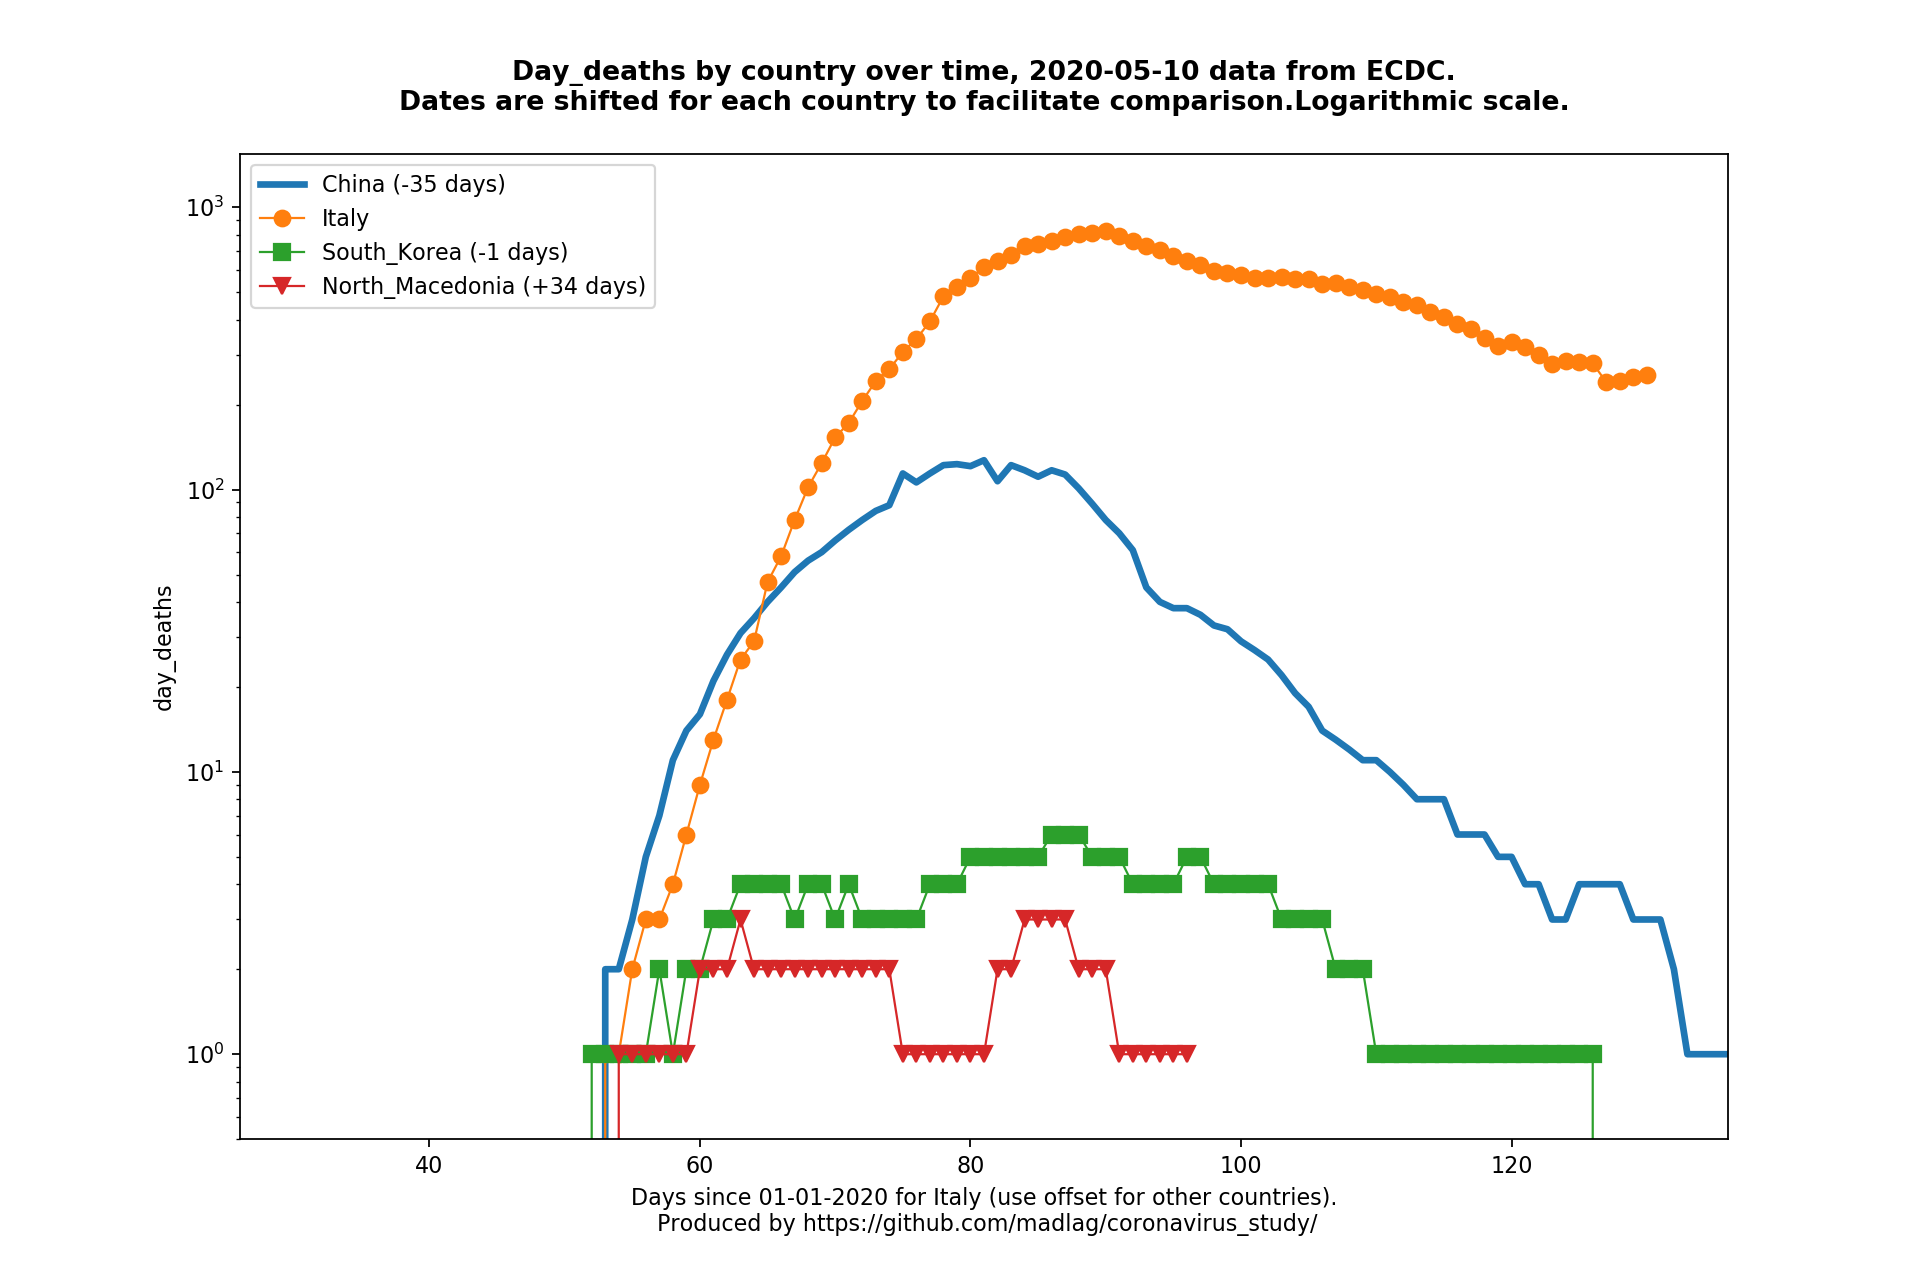 Day_deaths by country over time, 2020-05-10 data from ECDC.
Dates are shifted for each country to facilitate comparison.Logarithmic scale.
China (-35 days)
Italy
South_Korea (-1 days)
North_Macedonia (+34 days)
day_deaths
10³
10²
10¹
10⁰
40 60 80 100 120
Days since 01-01-2020 for Italy (use offset for other countries).
Produced by https://github.com/madlag/coronavirus_study/